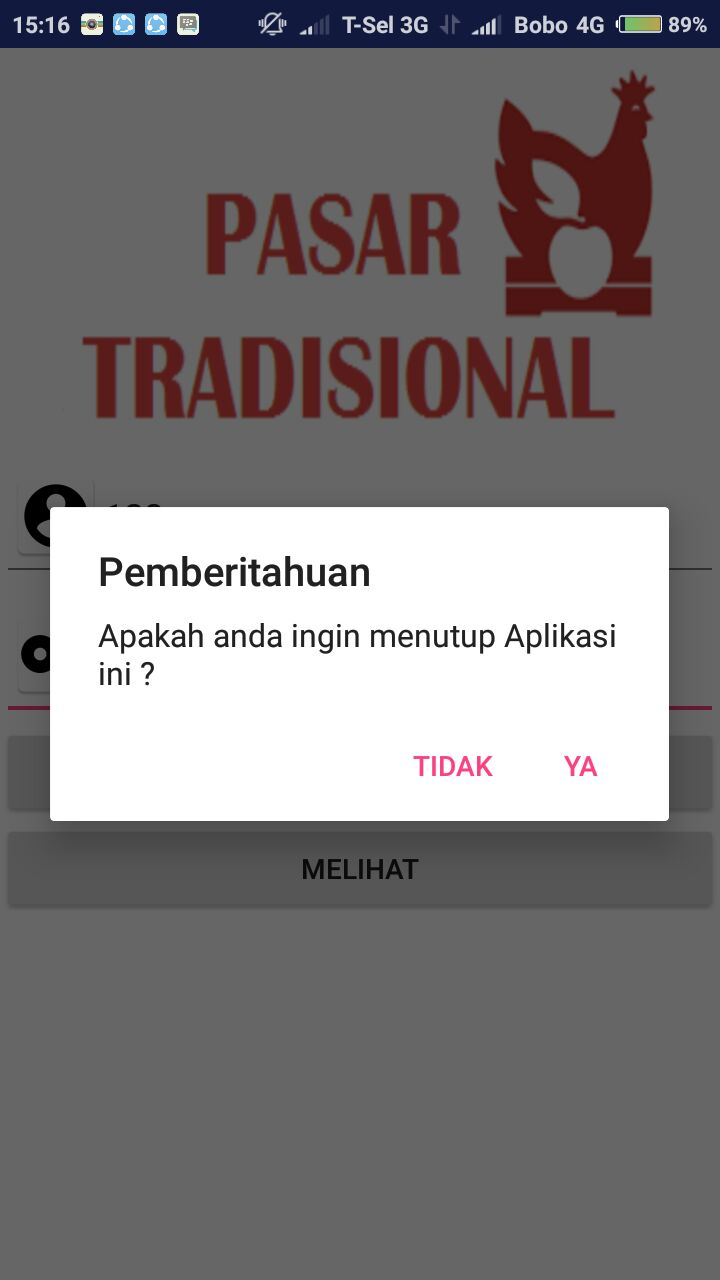 15:16 T-Sel 3G Bobo 4G 89%
PASAR
TRADISIONAL
Pemberitahuan
Apakah anda ingin menutup Aplikasi
ini ?
TIDAK YA
MELIHAT